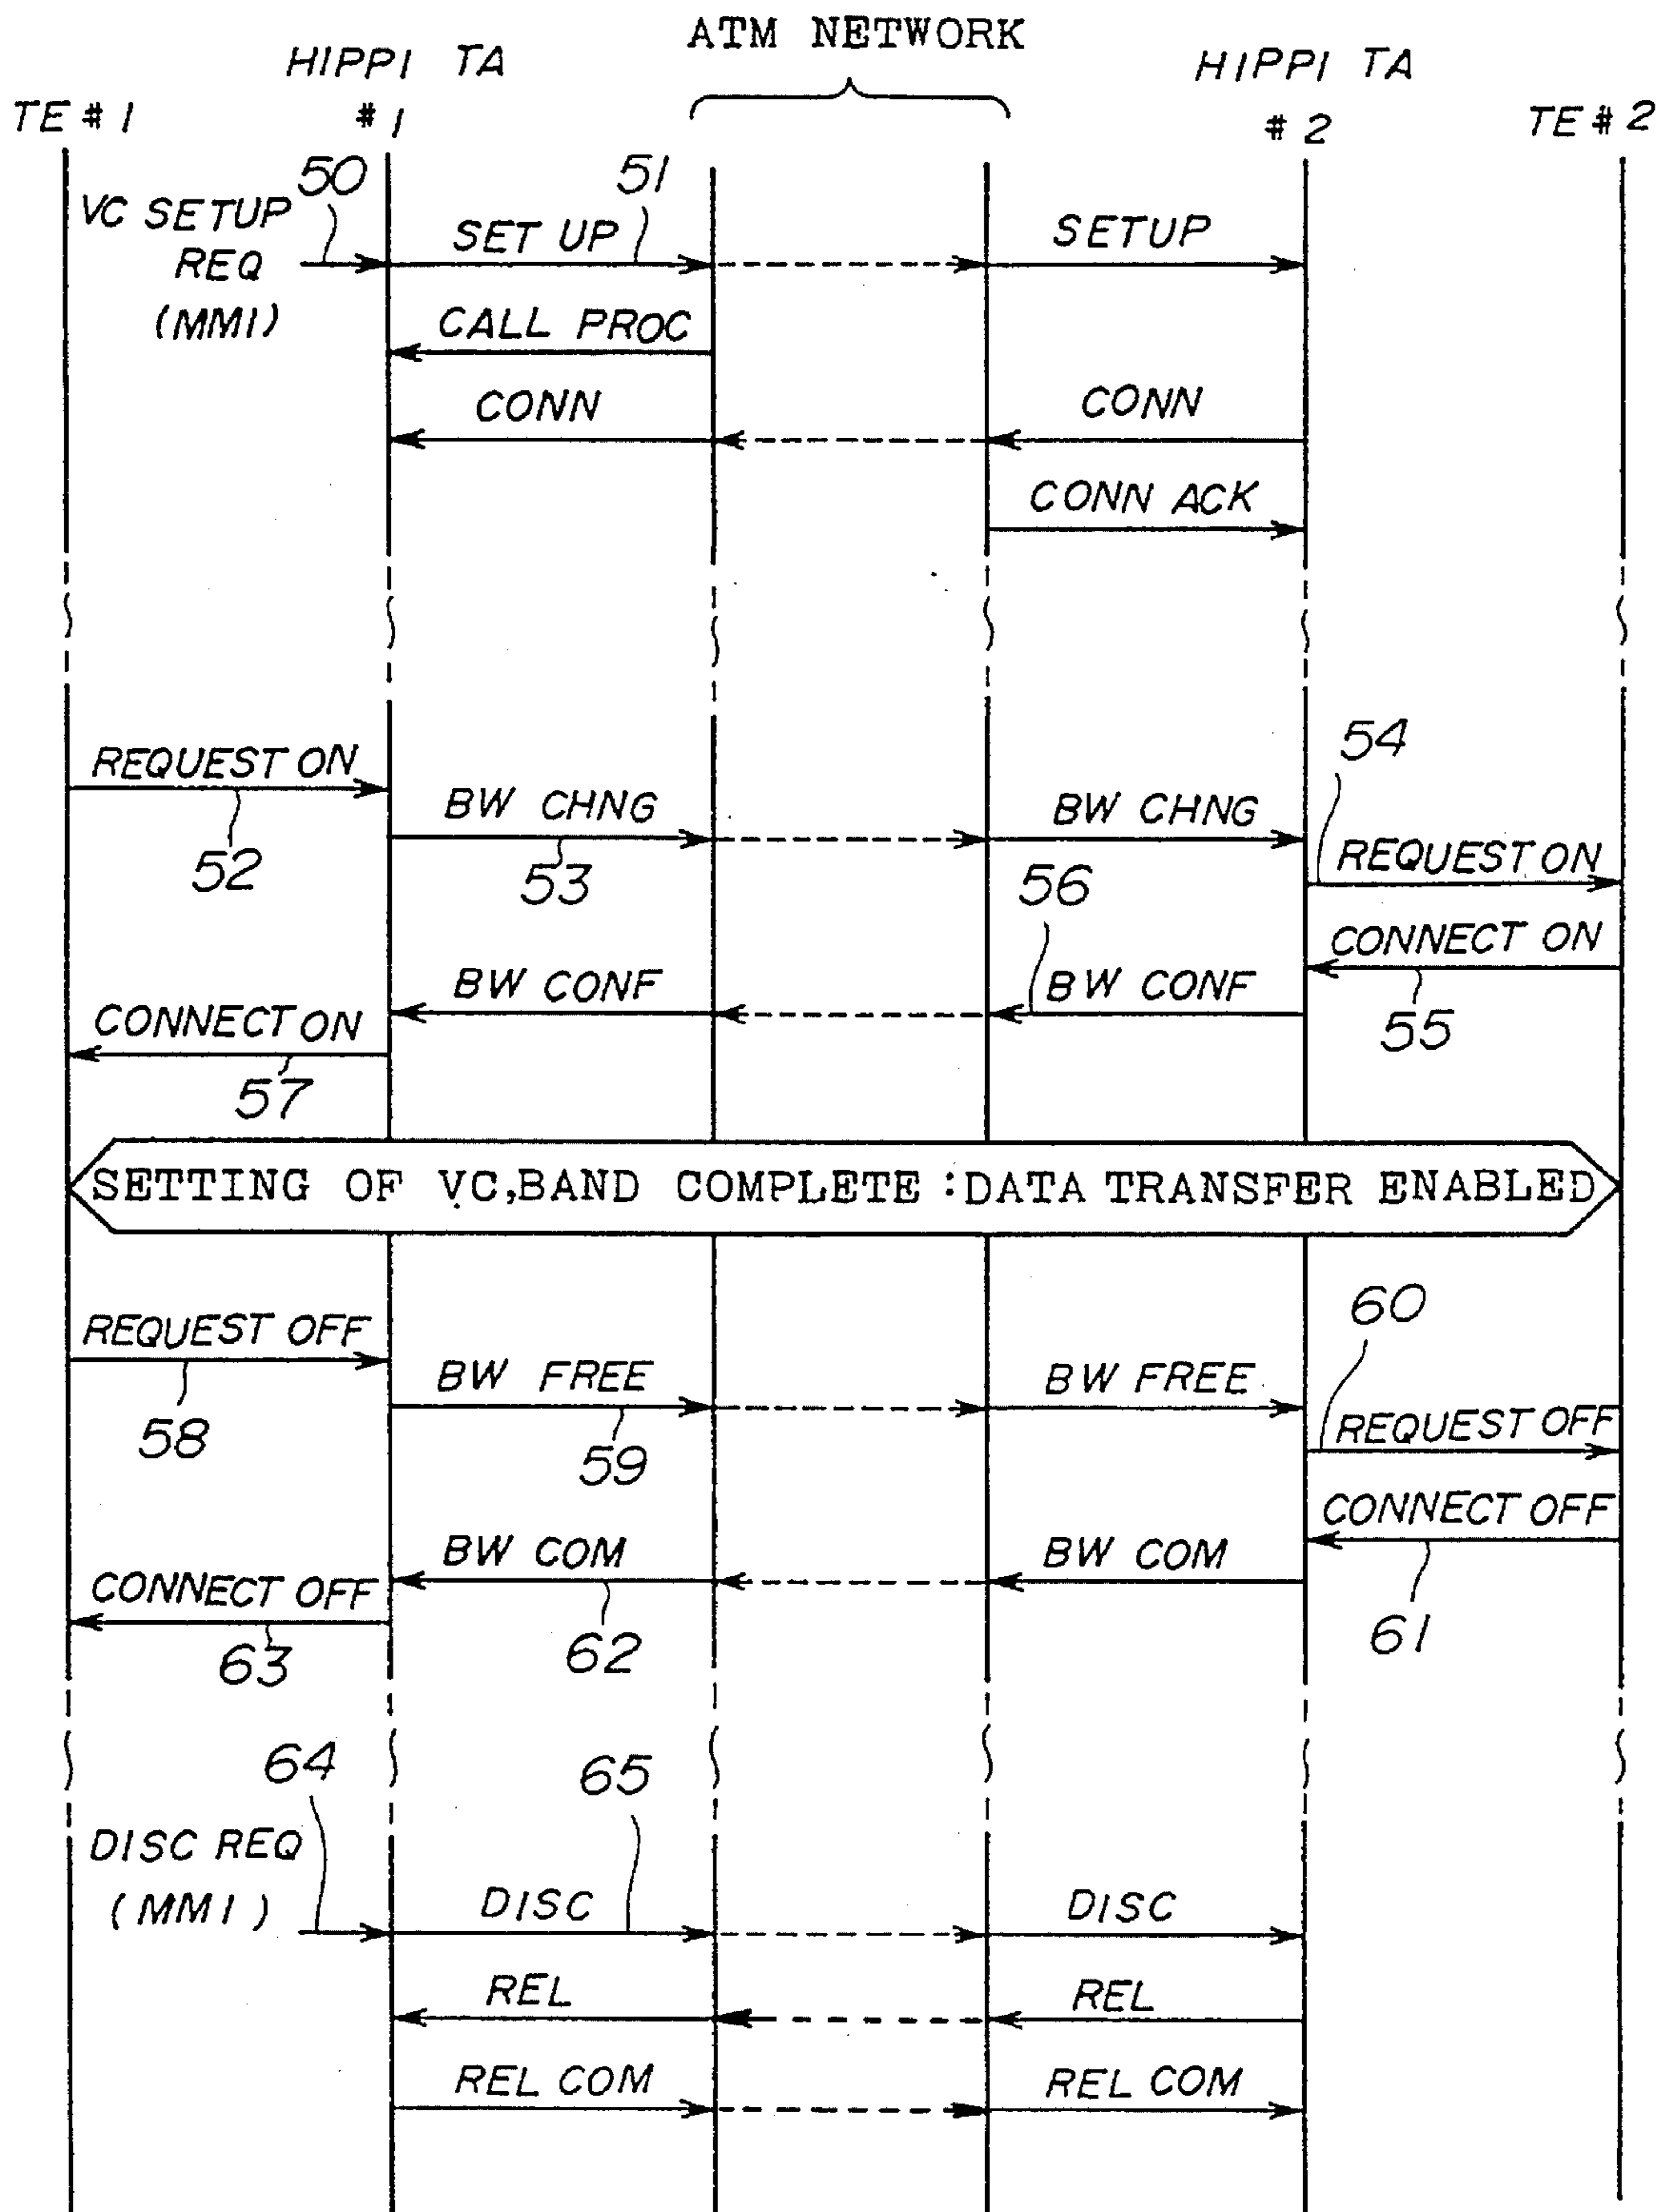 ATM NETWORK
HIPPI TA
#1
HIPPI TA
#2
TE #1
TE #2
VC SETUP
REQ
(MMI)
50
SET UP
51
SETUP
CALL PROC
CONN
CONN
CONN ACK
REQUEST ON
52
BW CHNG
53
BW CHNG
54
REQUEST ON
CONNECT ON
55
56
BW CONF
BW CONF
CONNECT ON
57
SETTING OF VC,BAND COMPLETE :DATA TRANSFER ENABLED
REQUEST OFF
58
BW FREE
59
BW FREE
60
REQUEST OFF
CONNECT OFF
61
BW COM
62
BW COM
CONNECT OFF
63
64
65
DISC REQ
(MMI)
DISC
DISC
REL
REL
REL COM
REL COM